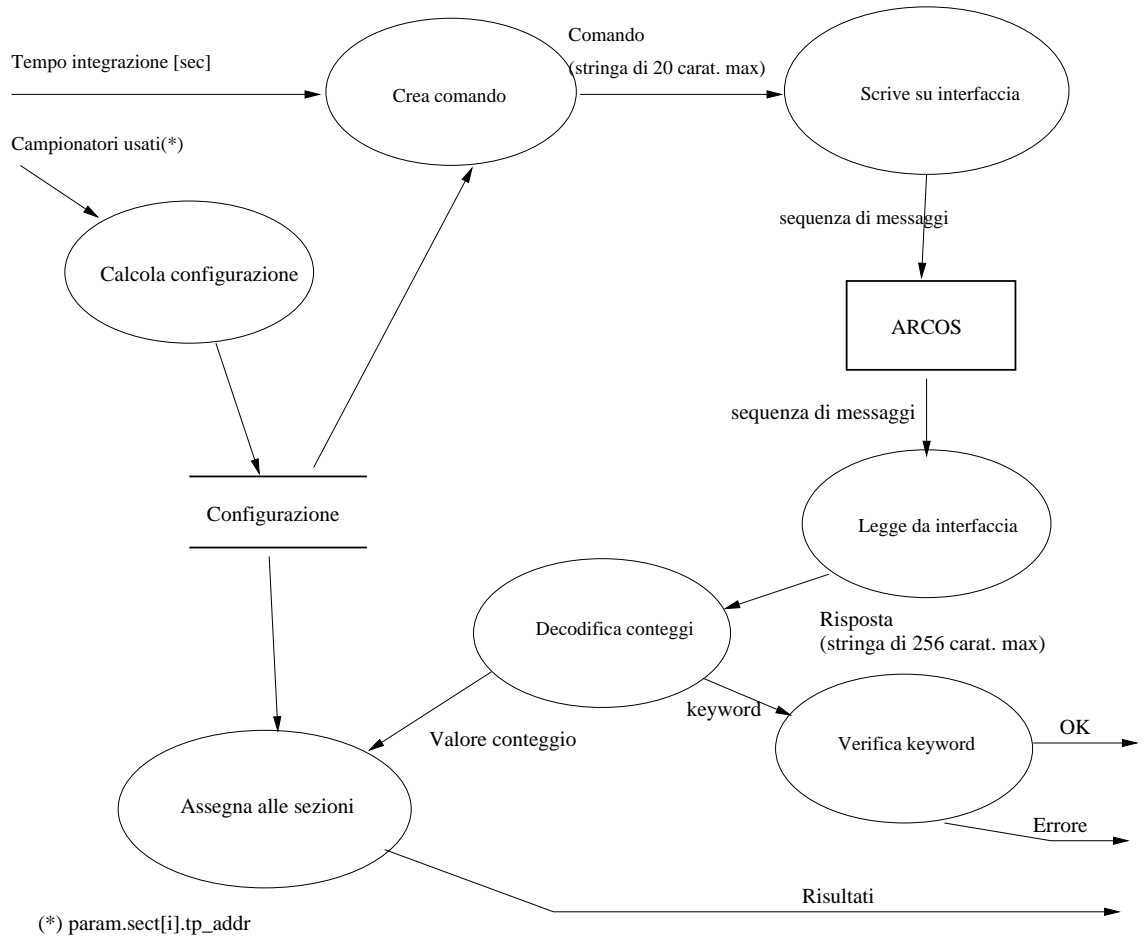 Comando
Tempo integrazione [sec]
(stringa di 20 carat. max)
Crea comando
Scrive su interfaccia
Campionatori usati(*)
sequenza di messaggi
Calcola configurazione
ARCOS
sequenza di messaggi
Configurazione
Legge da interfaccia
Decodifica conteggi
Risposta
(stringa di 256 carat. max)
keyword
Valore conteggio
Verifica keyword
OK
Assegna alle sezioni
Errore
Risultati
(*) param.sect[i].tp_addr